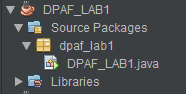 DPAF_LAB1
Source Packages
dpaf_lab1
DPAF_LAB1.java
Libraries